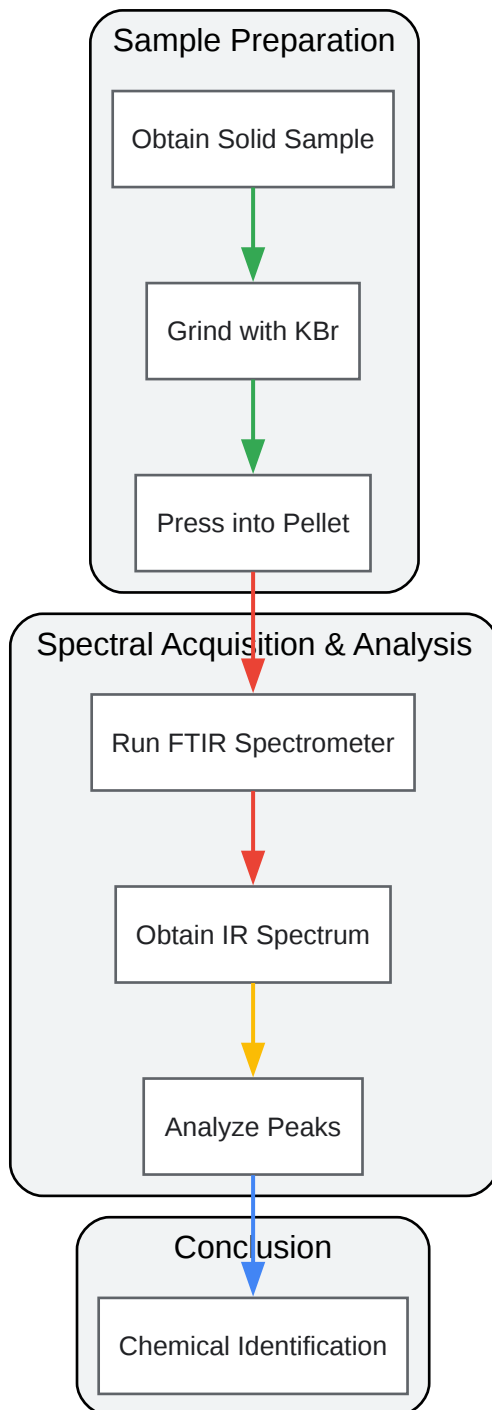 Sample Preparation
Obtain Solid Sample
Grind with KBr
Press into Pellet
Spectral Acquisition & Analysis
Run FTIR Spectrometer
Obtain IR Spectrum
Analyze Peaks
Conclusion
Chemical Identification